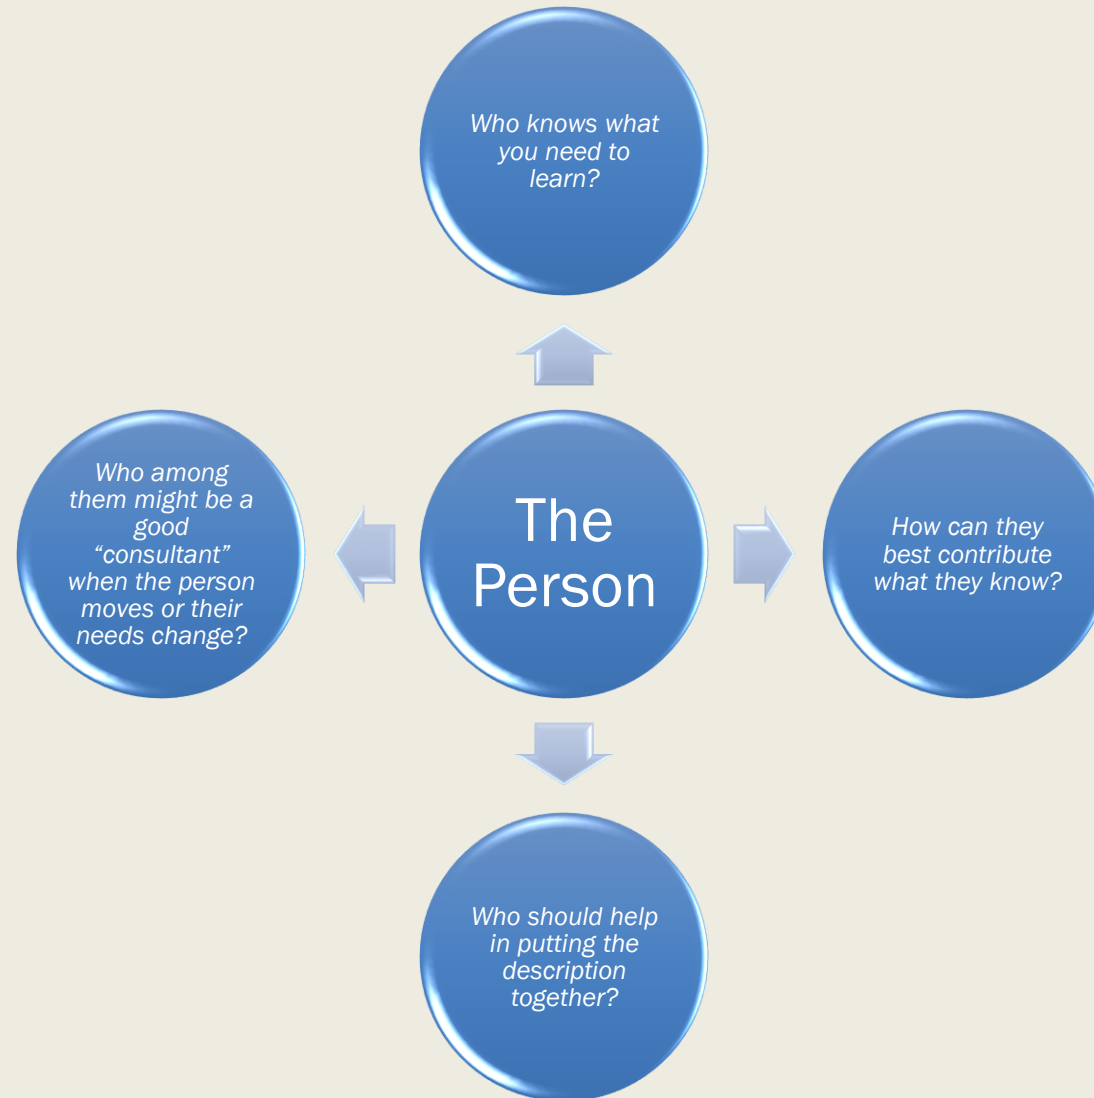 Who knows what
you need to
learn?
Who among
them might be a
good
“consultant”
when the person
moves or their
needs change?
The
Person
How can they
best contribute
what they know?
Who should help
in putting the
description
together?